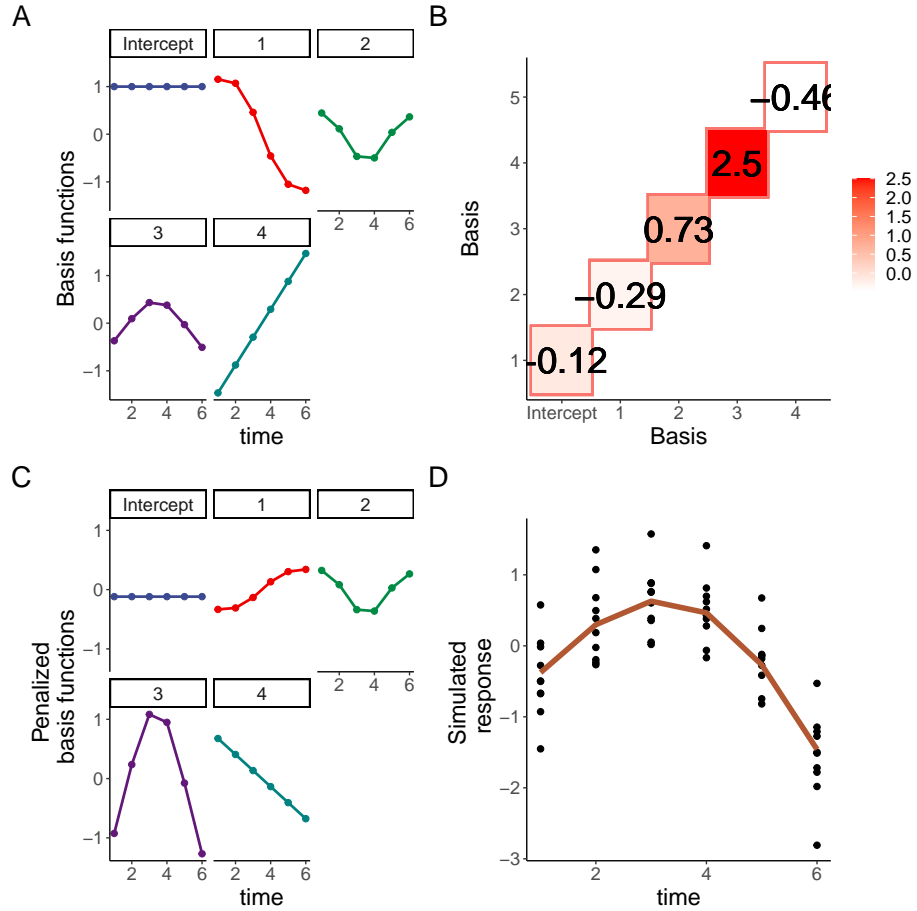 A
Intercept 1 2
1
0
−1
2 4 6
3 4
1
0
−1
2 4 6 2 4 6
time
Basis functions
B
5
4
3
2
1
−0.46
2.5
0.73
−0.29
−0.12
Intercept 1 2 3 4
Basis
Basis
2.5
2.0
1.5
1.0
0.5
0.0
C
Intercept 1 2
1
0
−1
2 4 6
3 4
1
0
−1
2 4 6 2 4 6
time
Penalized
basis functions
D
1
0
−1
−2
−3
2 4 6
time
Simulated
response